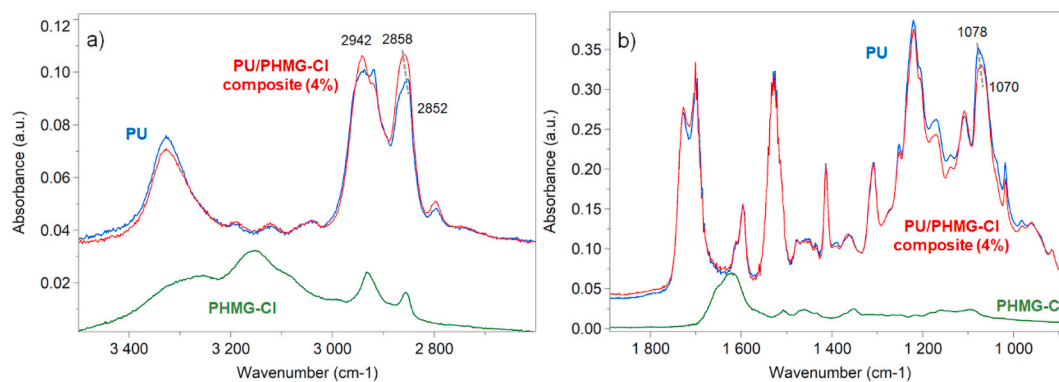 a)
0.12
0.10
0.08
0.06
0.04
0.02
Absorbance (a.u.)
2942
2858
2852
PU/PHMG-Cl
composite (4%)
PU
PHMG-Cl
3 400
3 200
3 000
2 800
Wavenumber (cm-1)
b)
0.35
0.30
0.25
0.20
0.15
0.10
0.05
0.00
Absorbance (a.u.)
PU
1078
1070
PU/PHMG-Cl
composite (4%)
PHMG-C
1 800
1 600
1 400
1 200
1 000
Wavenumber (cm-1)